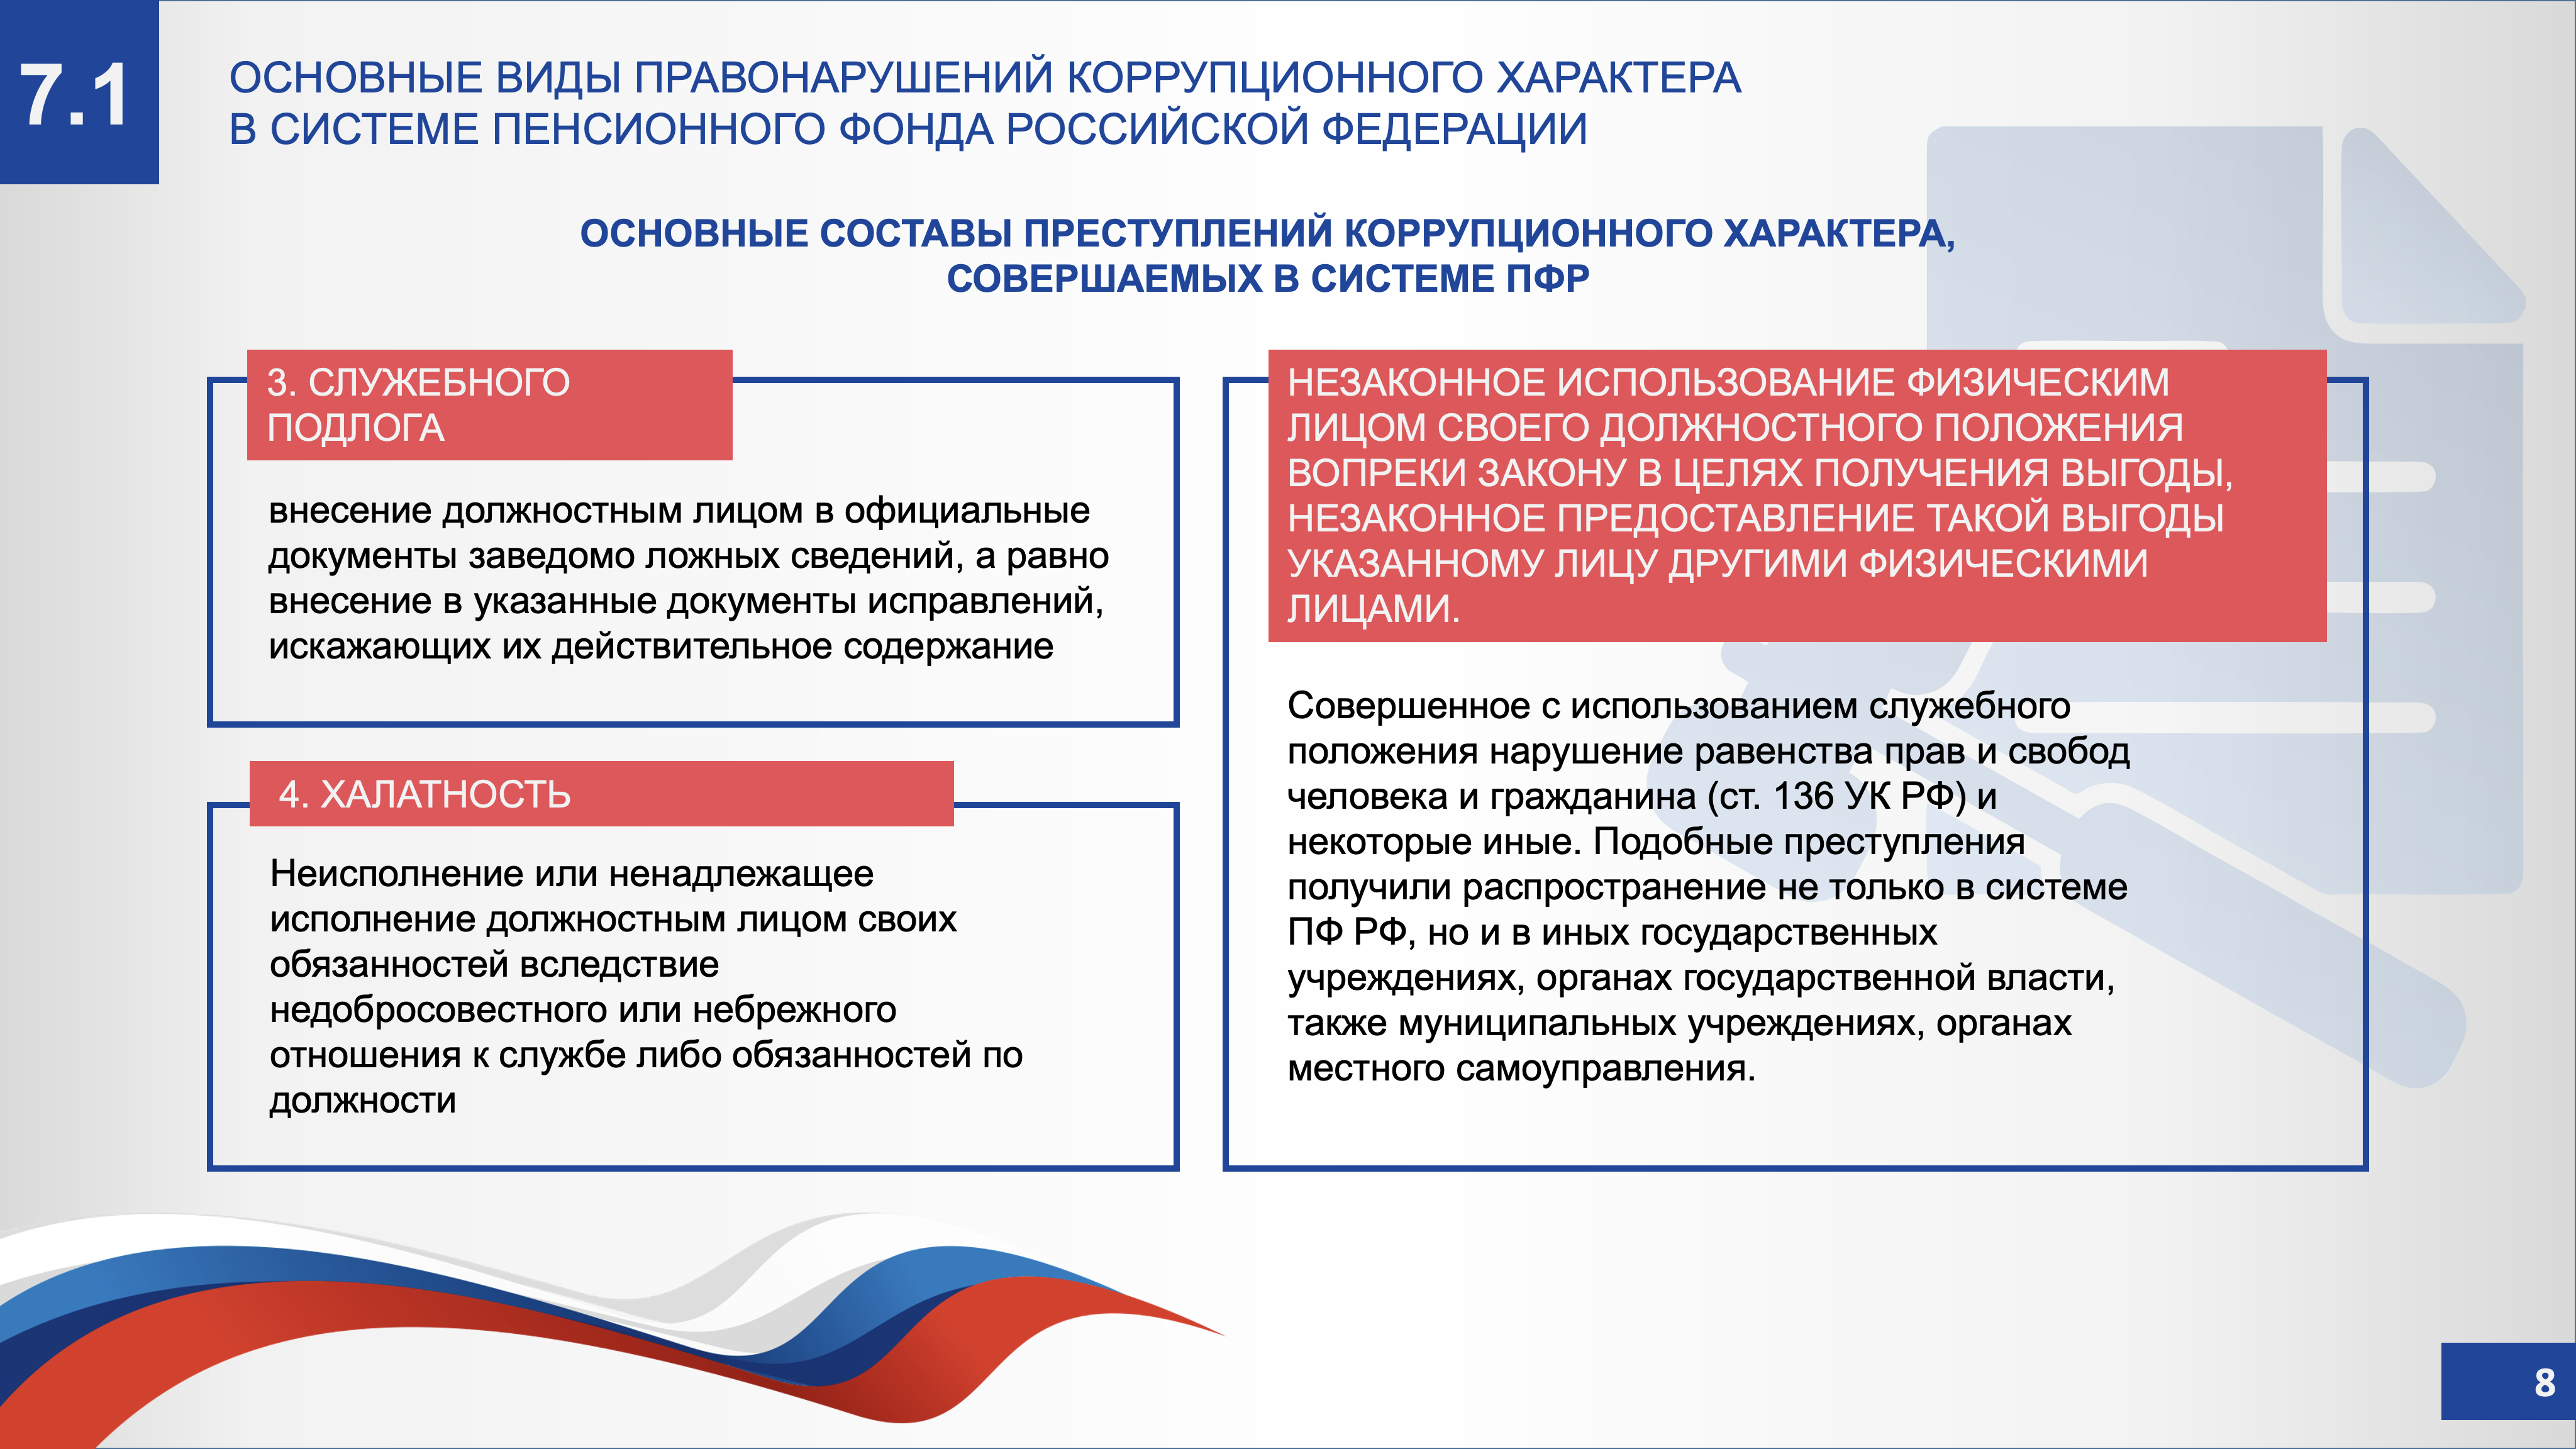 7.1
ОСНОВНЫЕ ВИДЫ ПРАВОНАРУШЕНИЙ КОРРУПЦИОННОГО ХАРАКТЕРА
В СИСТЕМЕ ПЕНСИОННОГО ФОНДА РОССИЙСКОЙ ФЕДЕРАЦИИ
ОСНОВНЫЕ СОСТАВЫ ПРЕСТУПЛЕНИЙ КОРРУПЦИОННОГО ХАРАКТЕРА,
СОВЕРШАЕМЫХ В СИСТЕМЕ ПФР
3. СЛУЖЕБНОГО
ПОДЛОГА
внесение должностным лицом в официальные
документы заведомо ложных сведений, а равно
внесение в указанные документы исправлений,
искажающих их действительное содержание
4. ХАЛАТНОСТЬ
Неисполнение или ненадлежащее
исполнение должностным лицом своих
обязанностей вследствие
недобросовестного или небрежного
отношения к службе либо обязанностей по
должности
НЕЗАКОННОЕ ИСПОЛЬЗОВАНИЕ ФИЗИЧЕСКИМ
ЛИЦОМ СВОЕГО ДОЛЖНОСТНОГО ПОЛОЖЕНИЯ
ВОПРЕКИ ЗАКОНУ В ЦЕЛЯХ ПОЛУЧЕНИЯ ВЫГОДЫ,
НЕЗАКОННОЕ ПРЕДОСТАВЛЕНИЕ ТАКОЙ ВЫГОДЫ
УКАЗАННОМУ ЛИЦУ ДРУГИМИ ФИЗИЧЕСКИМИ
ЛИЦАМИ.
Совершенное с использованием служебного
положения нарушение равенства прав и свобод
человека и гражданина (ст. 136 УК РФ) и
некоторые иные. Подобные преступления
получили распространение не только в системе
ПФ РФ, но и в иных государственных
учреждениях, органах государственной власти,
также муниципальных учреждениях, органах
местного самоуправления.
8